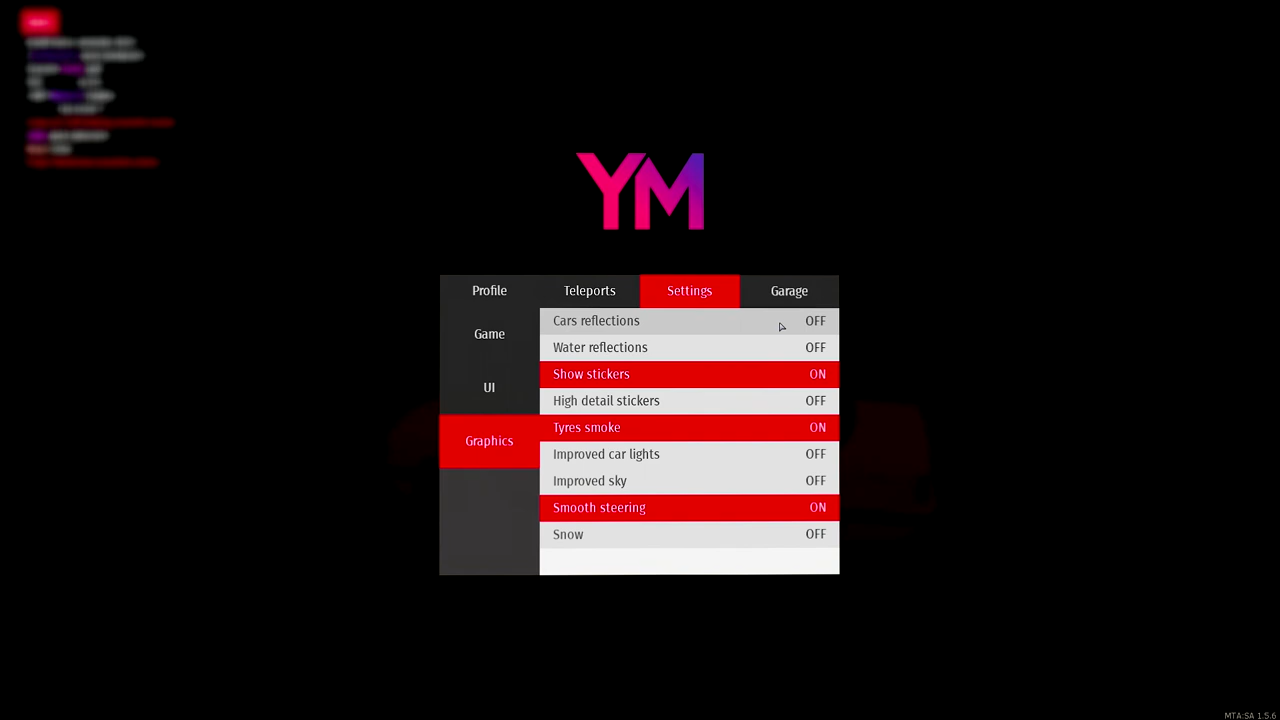 YM
Profile Teleports Settings Garage
Game
UI
Graphics
Cars reflections OFF
Water reflections OFF
Show stickers ON
High detail stickers OFF
Tyres smoke ON
Improved car lights OFF
Improved sky OFF
Smooth steering ON
Snow OFF
MTA:SA 1.5.6